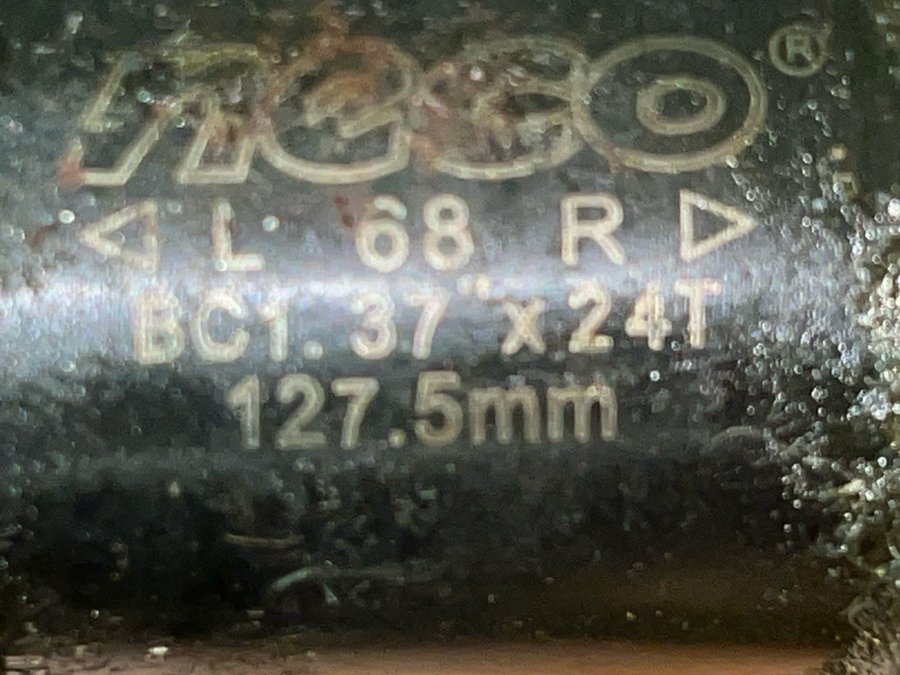 neco®
◁ L 68 R ▷
BC1.37"x24T
127.5mm